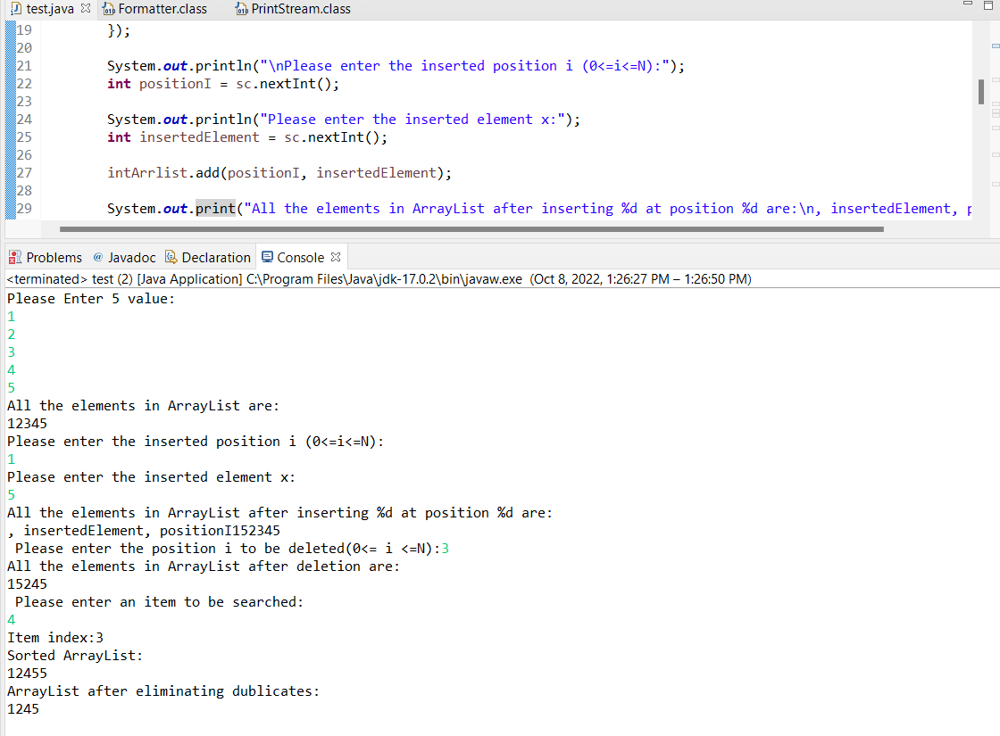 test.java Formatter.class PrintStream.class
19 });
20
21 System.out.println("\nPlease enter the inserted position i (0<=i<=N):");
22 int positionI = sc.nextInt();
23
24 System.out.println("Please enter the inserted element x:");
25 int insertedElement = sc.nextInt();
26
27 intArrlist.add(positionI, insertedElement);
28
29 System.out.print("All the elements in ArrayList after inserting %d at position %d are:\n, insertedElement, p
Problems @ Javadoc Declaration Console
<terminated> test (2) [Java Application] C:\Program Files\Java\jdk-17.0.2\bin\javaw.exe (Oct 8, 2022, 1:26:27 PM – 1:26:50 PM)
Please Enter 5 value:
1
2
3
4
5
All the elements in ArrayList are:
12345
Please enter the inserted position i (0<=i<=N):
1
Please enter the inserted element x:
5
All the elements in ArrayList after inserting %d at position %d are:
, insertedElement, positionI152345
Please enter the position i to be deleted(0<= i <=N):3
All the elements in ArrayList after deletion are:
15245
Please enter an item to be searched:
4
Item index:3
Sorted ArrayList:
12455
ArrayList after eliminating dublicates:
1245